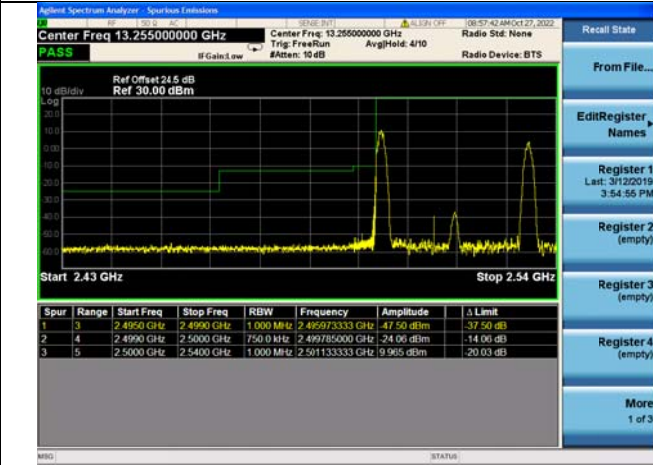 Agilent Spectrum Analyzer - Spurious Emissions
RF 50 Ω AC SENSE:INT ALIGN OFF 08:57:42 AM Oct 27, 2022
Center Freq 13.255000000 GHz
Center Freq: 13.255000000 GHz
Radio Std: None
Trig: FreeRun Avg|Hold: 4/10
PASS
IFGain:Low #Atten: 10 dB Radio Device: BTS
Ref Offset 24.5 dB
10 dB/div Ref 30.00 dBm
Log
20.0
10.0
0.00
-10.0
-20.0
-30.0
-40.0
-50.0
-60.0
Start 2.43 GHz Stop 2.54 GHz
Spur Range Start Freq Stop Freq RBW Frequency Amplitude Δ Limit
1 3 2.4950 GHz 2.4990 GHz 1.000 MHz 2.495973333 GHz -47.50 dBm -37.50 dB
2 4 2.4990 GHz 2.5000 GHz 750.0 kHz 2.499785000 GHz -24.06 dBm -14.06 dB
3 5 2.5000 GHz 2.5400 GHz 1.000 MHz 2.501133333 GHz 9.965 dBm -20.03 dB
MSG STATUS
Recall State
From File...
Edit Register
Names
Register 1
Last: 3/12/2019
3:54:55 PM
Register 2
(empty)
Register 3
(empty)
Register 4
(empty)
More
1 of 3